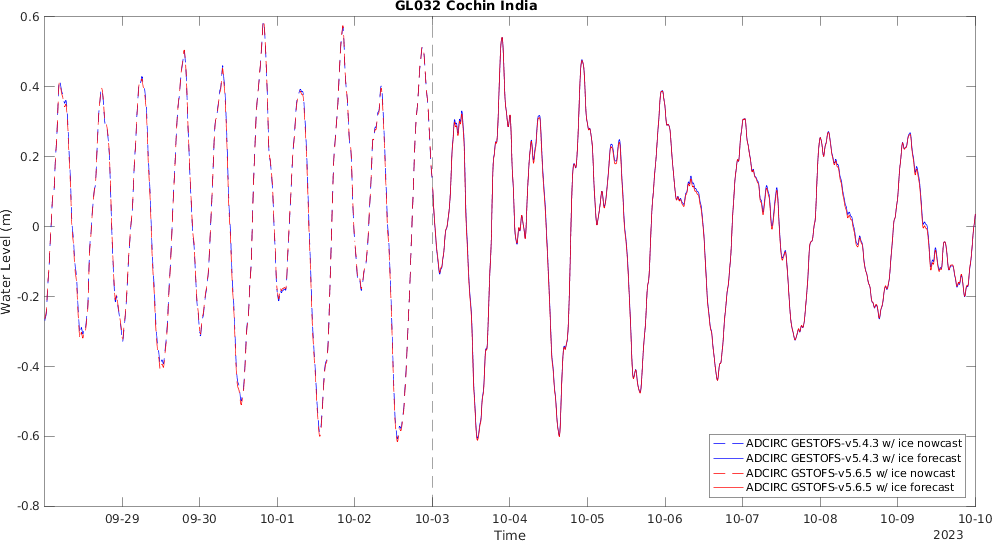 GL032 Cochin India
0.6
0.4
0.2
0
-0.2
-0.4
-0.6
-0.8
Water Level (m)
ADCIRC GESTOFS-v5.4.3 w/ ice nowcast
ADCIRC GESTOFS-v5.4.3 w/ ice forecast
ADCIRC GSTOFS-v5.6.5 w/ ice nowcast
ADCIRC GSTOFS-v5.6.5 w/ ice forecast
09-29 09-30 10-01 10-02 10-03 10-04 10-05 10-06 10-07 10-08 10-09 10-10
Time
2023